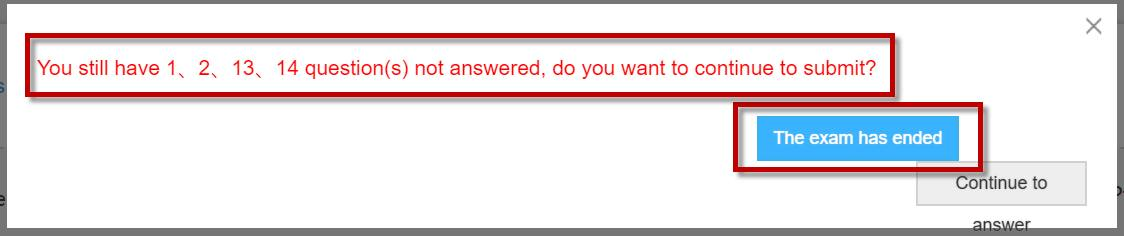 You still have 1、2、13、14 question(s) not answered, do you want to continue to submit?
The exam has ended
Continue to
answer